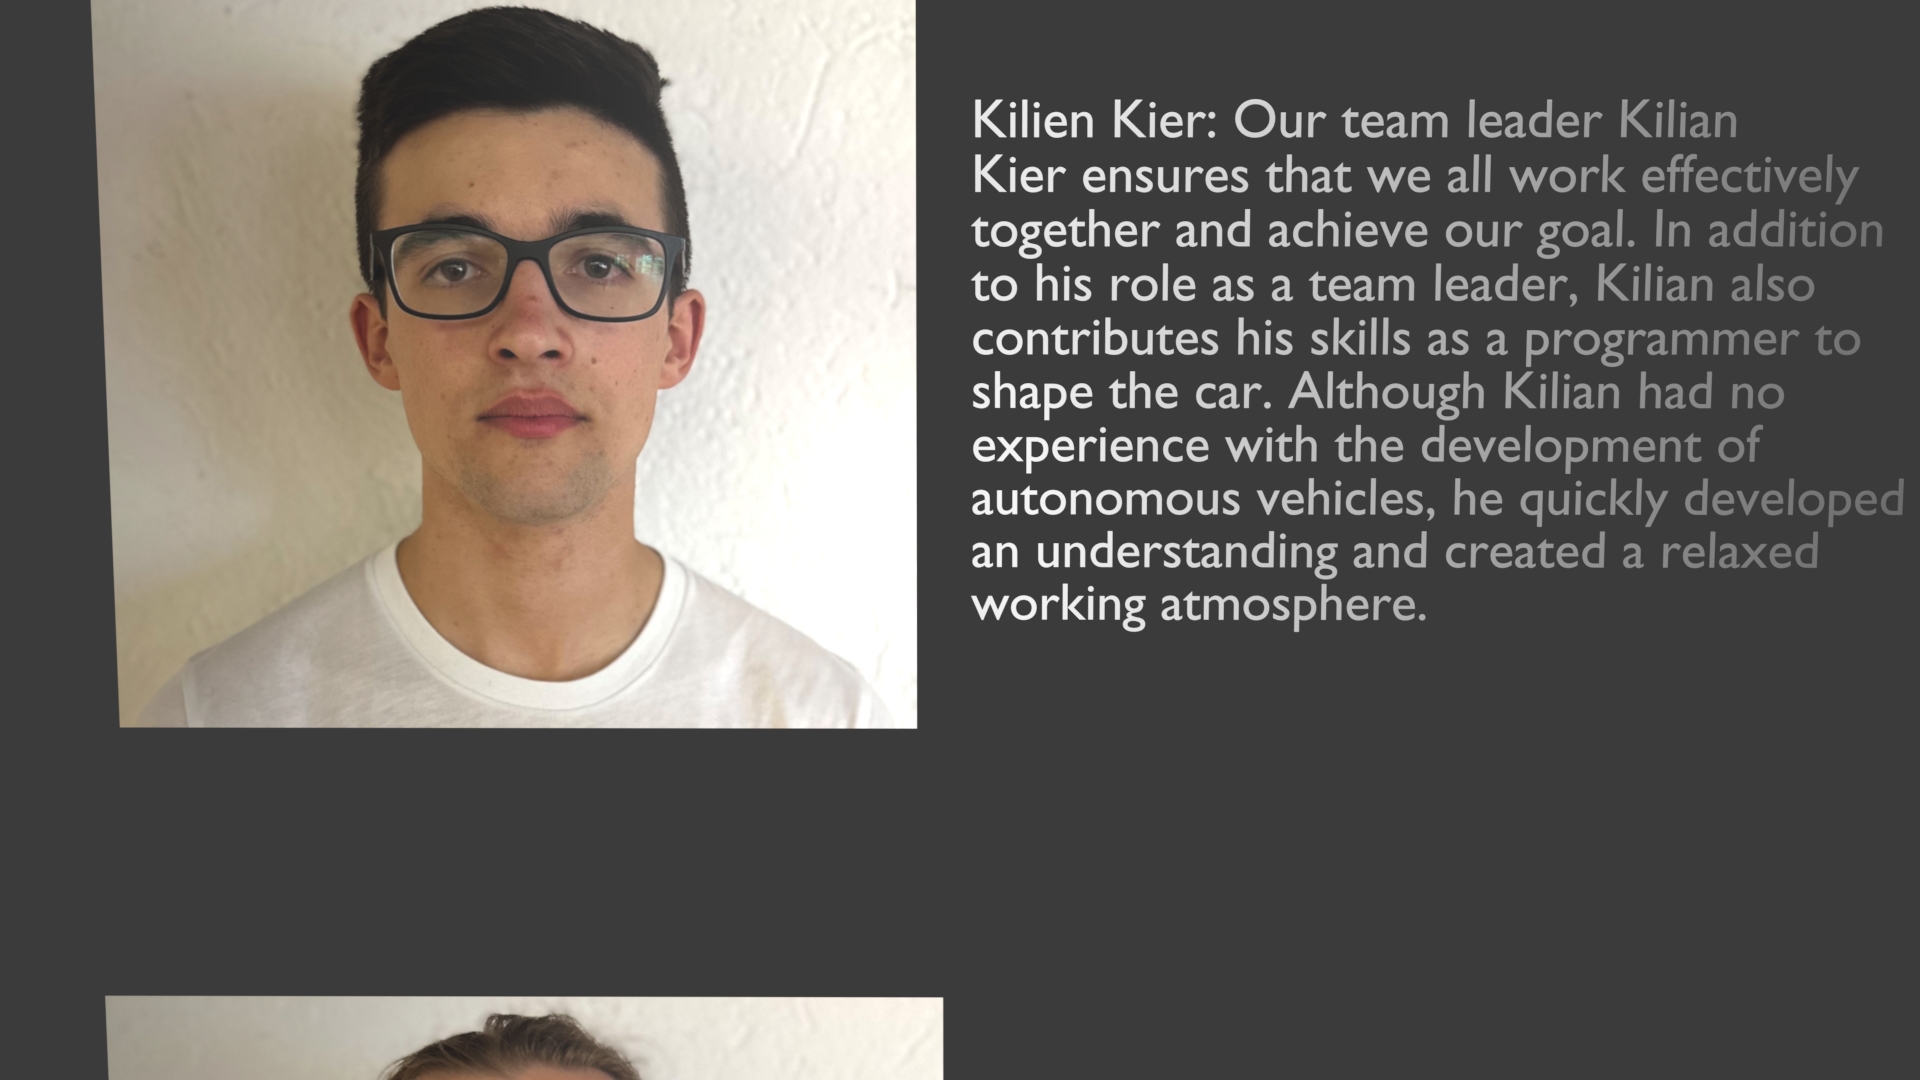 Kilien Kier: Our team leader Kilian
Kier ensures that we all work effectively
together and achieve our goal. In addition
to his role as a team leader, Kilian also
contributes his skills as a programmer to
shape the car. Although Kilian had no
experience with the development of
autonomous vehicles, he quickly developed
an understanding and created a relaxed
working atmosphere.